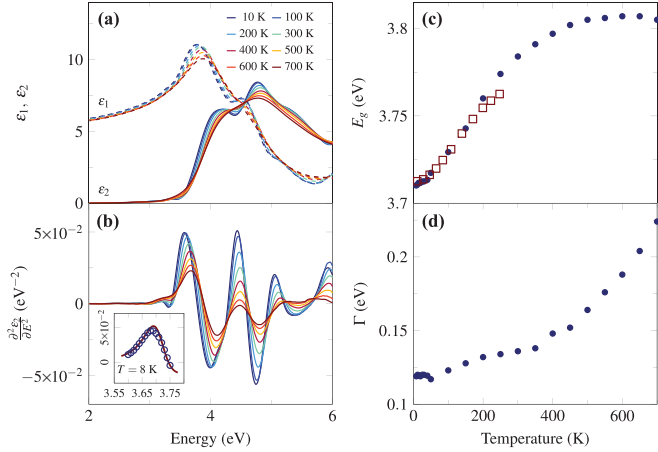 (a)
10 K
100 K
200 K
300 K
400 K
500 K
600 K
700 K
10
5
0
ε₁, ε₂
ε₁
ε₂
(b)
5×10⁻²
0
−5×10⁻²
∂²ε₂/∂E² (eV⁻²)
5×10⁻²
0
T = 8 K
3.55
3.65
3.75
2
3
4
5
6
Energy (eV)
(c)
3.8
3.75
3.7
E_g (eV)
(d)
0.2
0.15
0.1
Γ (eV)
0
200
400
600
Temperature (K)